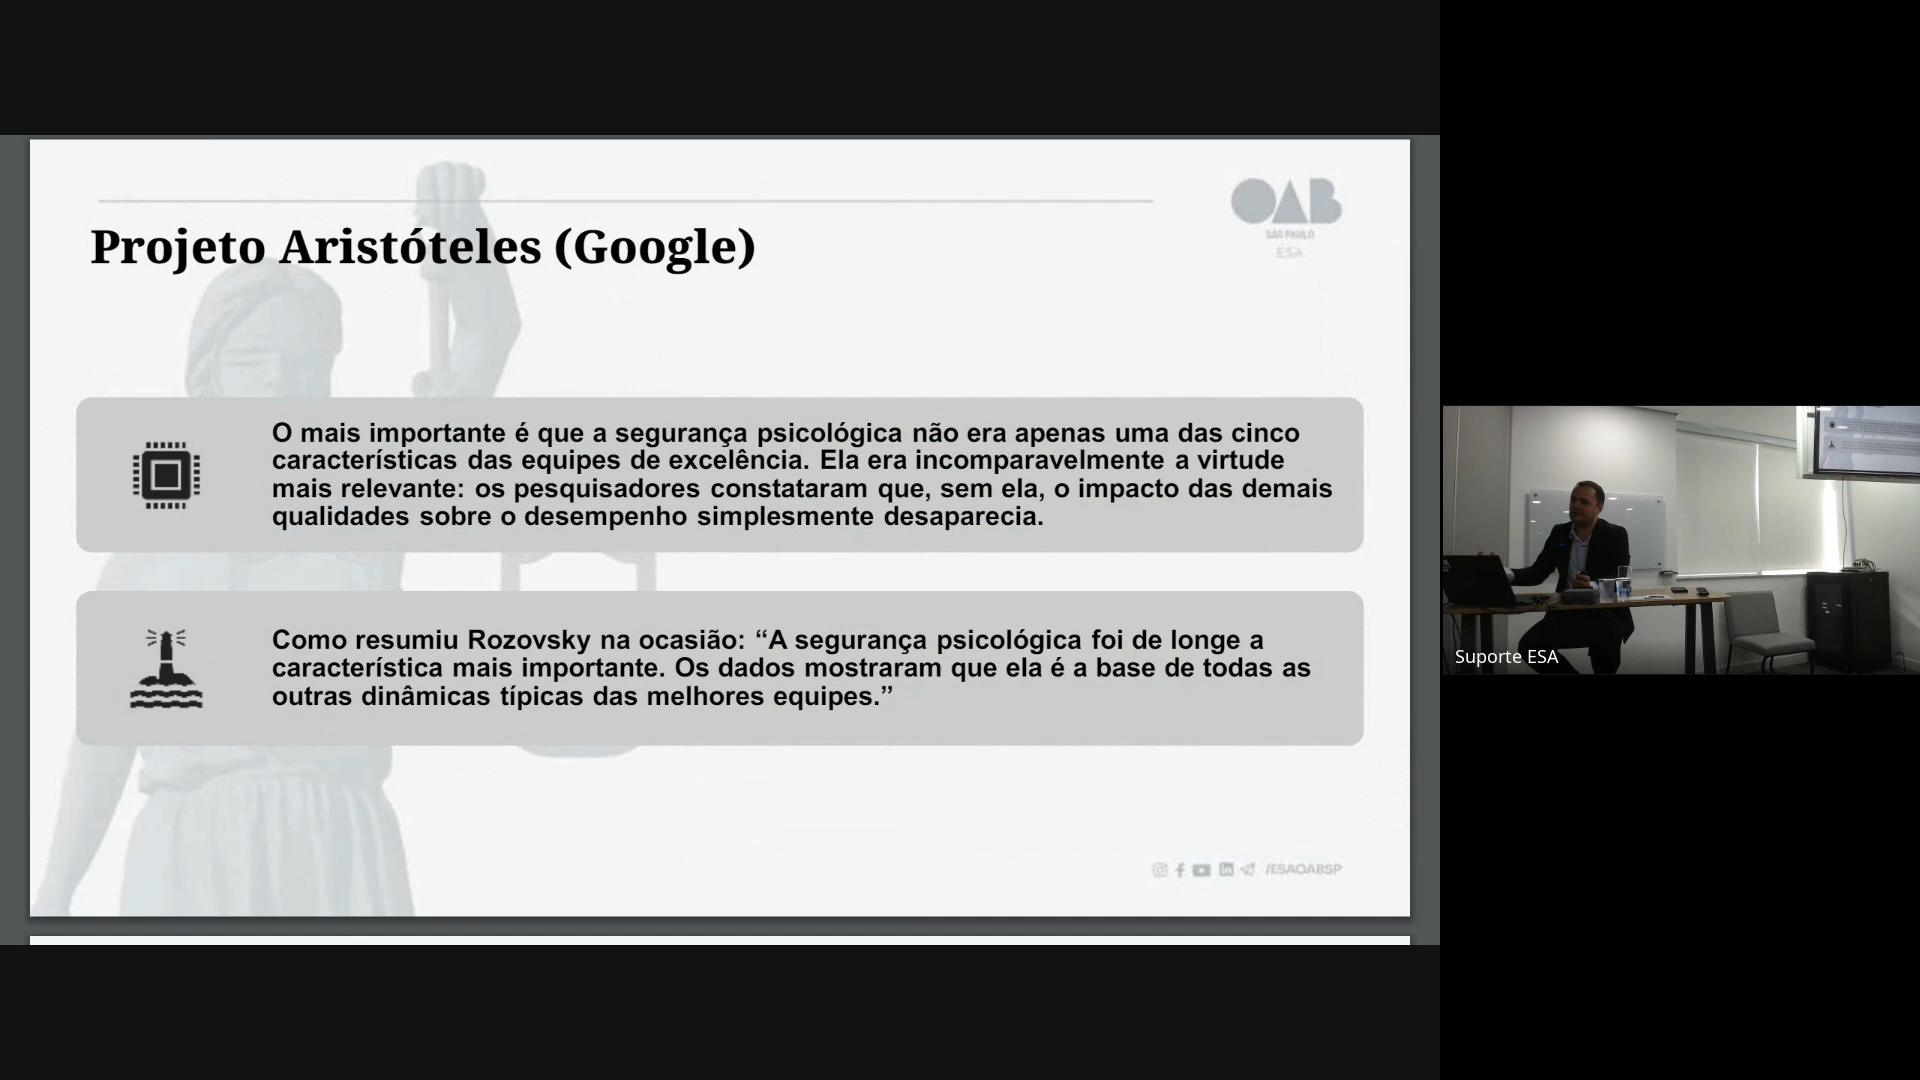 OAB
SÃO PAULO
ESA
Projeto Aristóteles (Google)
O mais importante é que a segurança psicológica não era apenas uma das cinco
características das equipes de excelência. Ela era incomparavelmente a virtude
mais relevante: os pesquisadores constataram que, sem ela, o impacto das demais
qualidades sobre o desempenho simplesmente desaparecia.
Como resumiu Rozovsky na ocasião: “A segurança psicológica foi de longe a
característica mais importante. Os dados mostraram que ela é a base de todas as
outras dinâmicas típicas das melhores equipes.”
/ESAOABSP
Suporte ESA